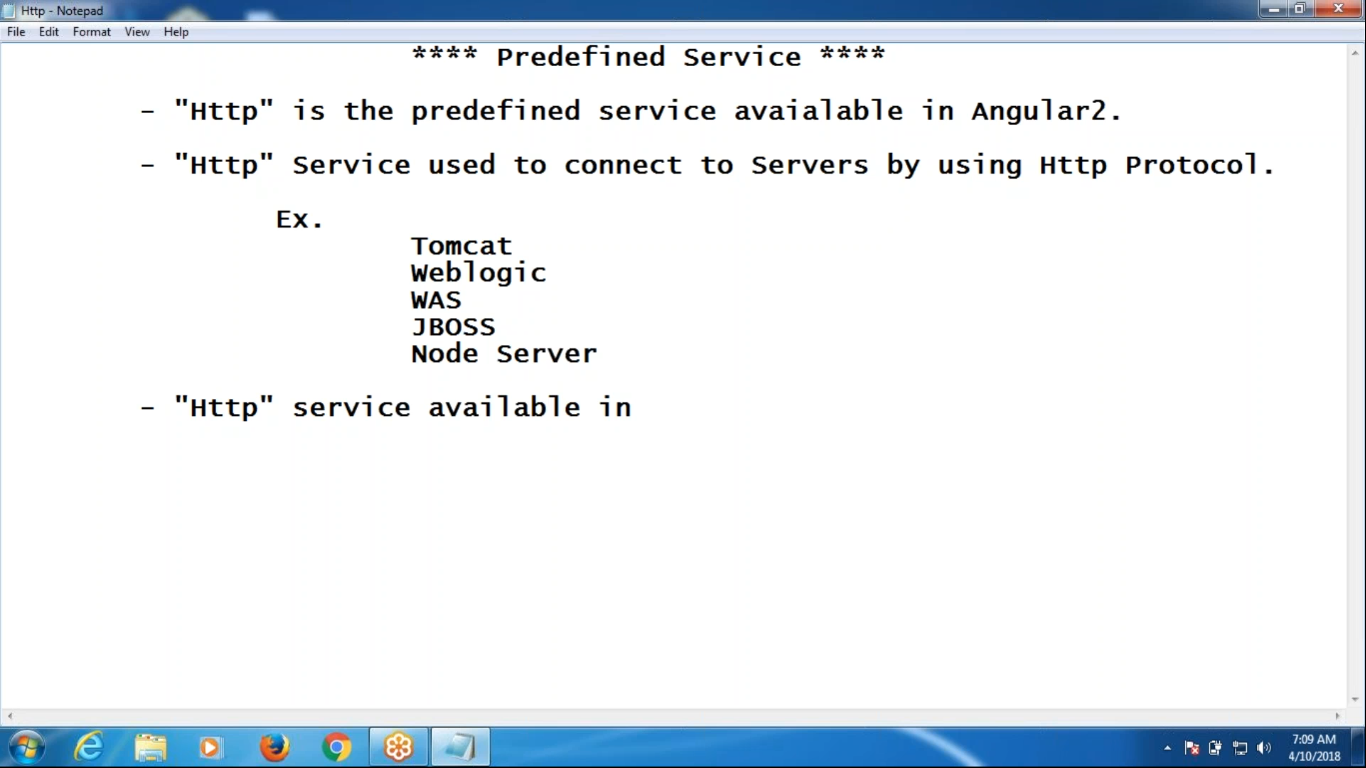 Http - Notepad
File Edit Format View Help
**** Predefined Service ****
- "Http" is the predefined service avaialable in Angular2.
- "Http" Service used to connect to Servers by using Http Protocol.
Ex.
Tomcat
Weblogic
WAS
JBOSS
Node Server
- "Http" service available in
7:09 AM
4/10/2018